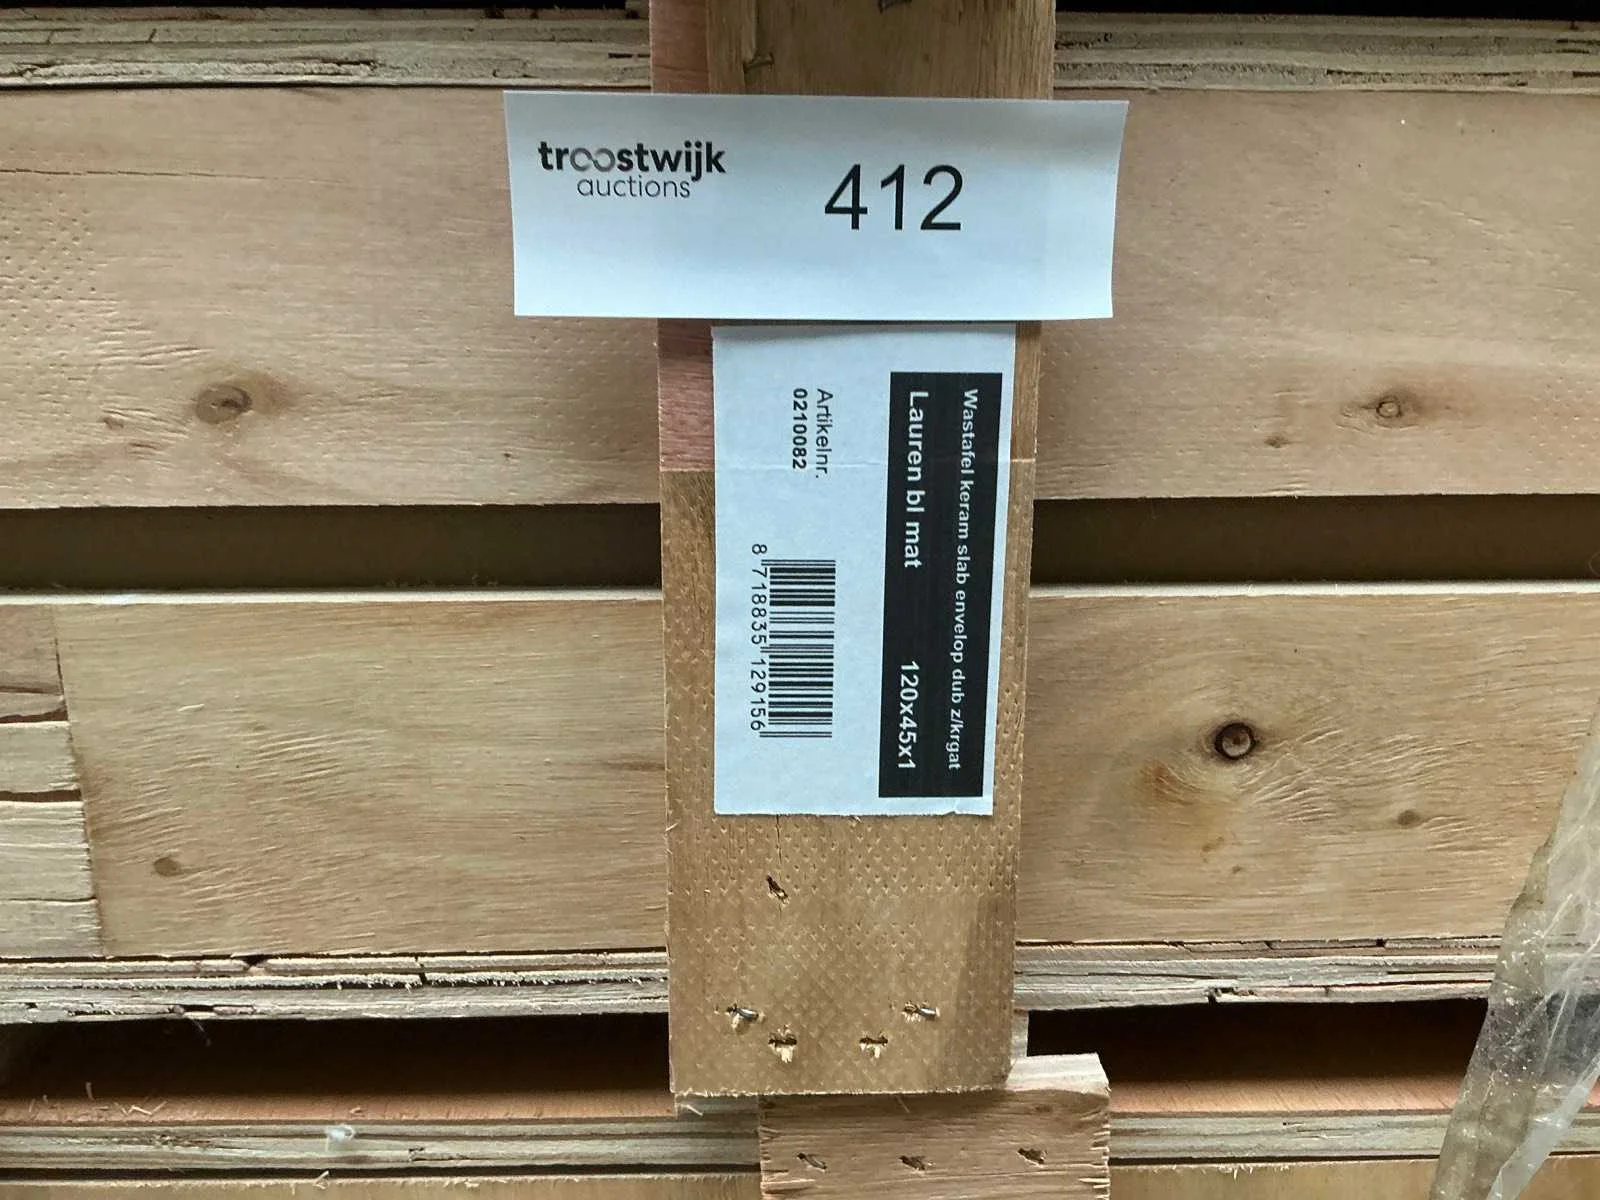 troostwijk
auctions
412
Wastafel keram slab envelop dub z/krgat
Lauren bl mat 120x45x1
Artikelnr.
0210082
8 718835 129156